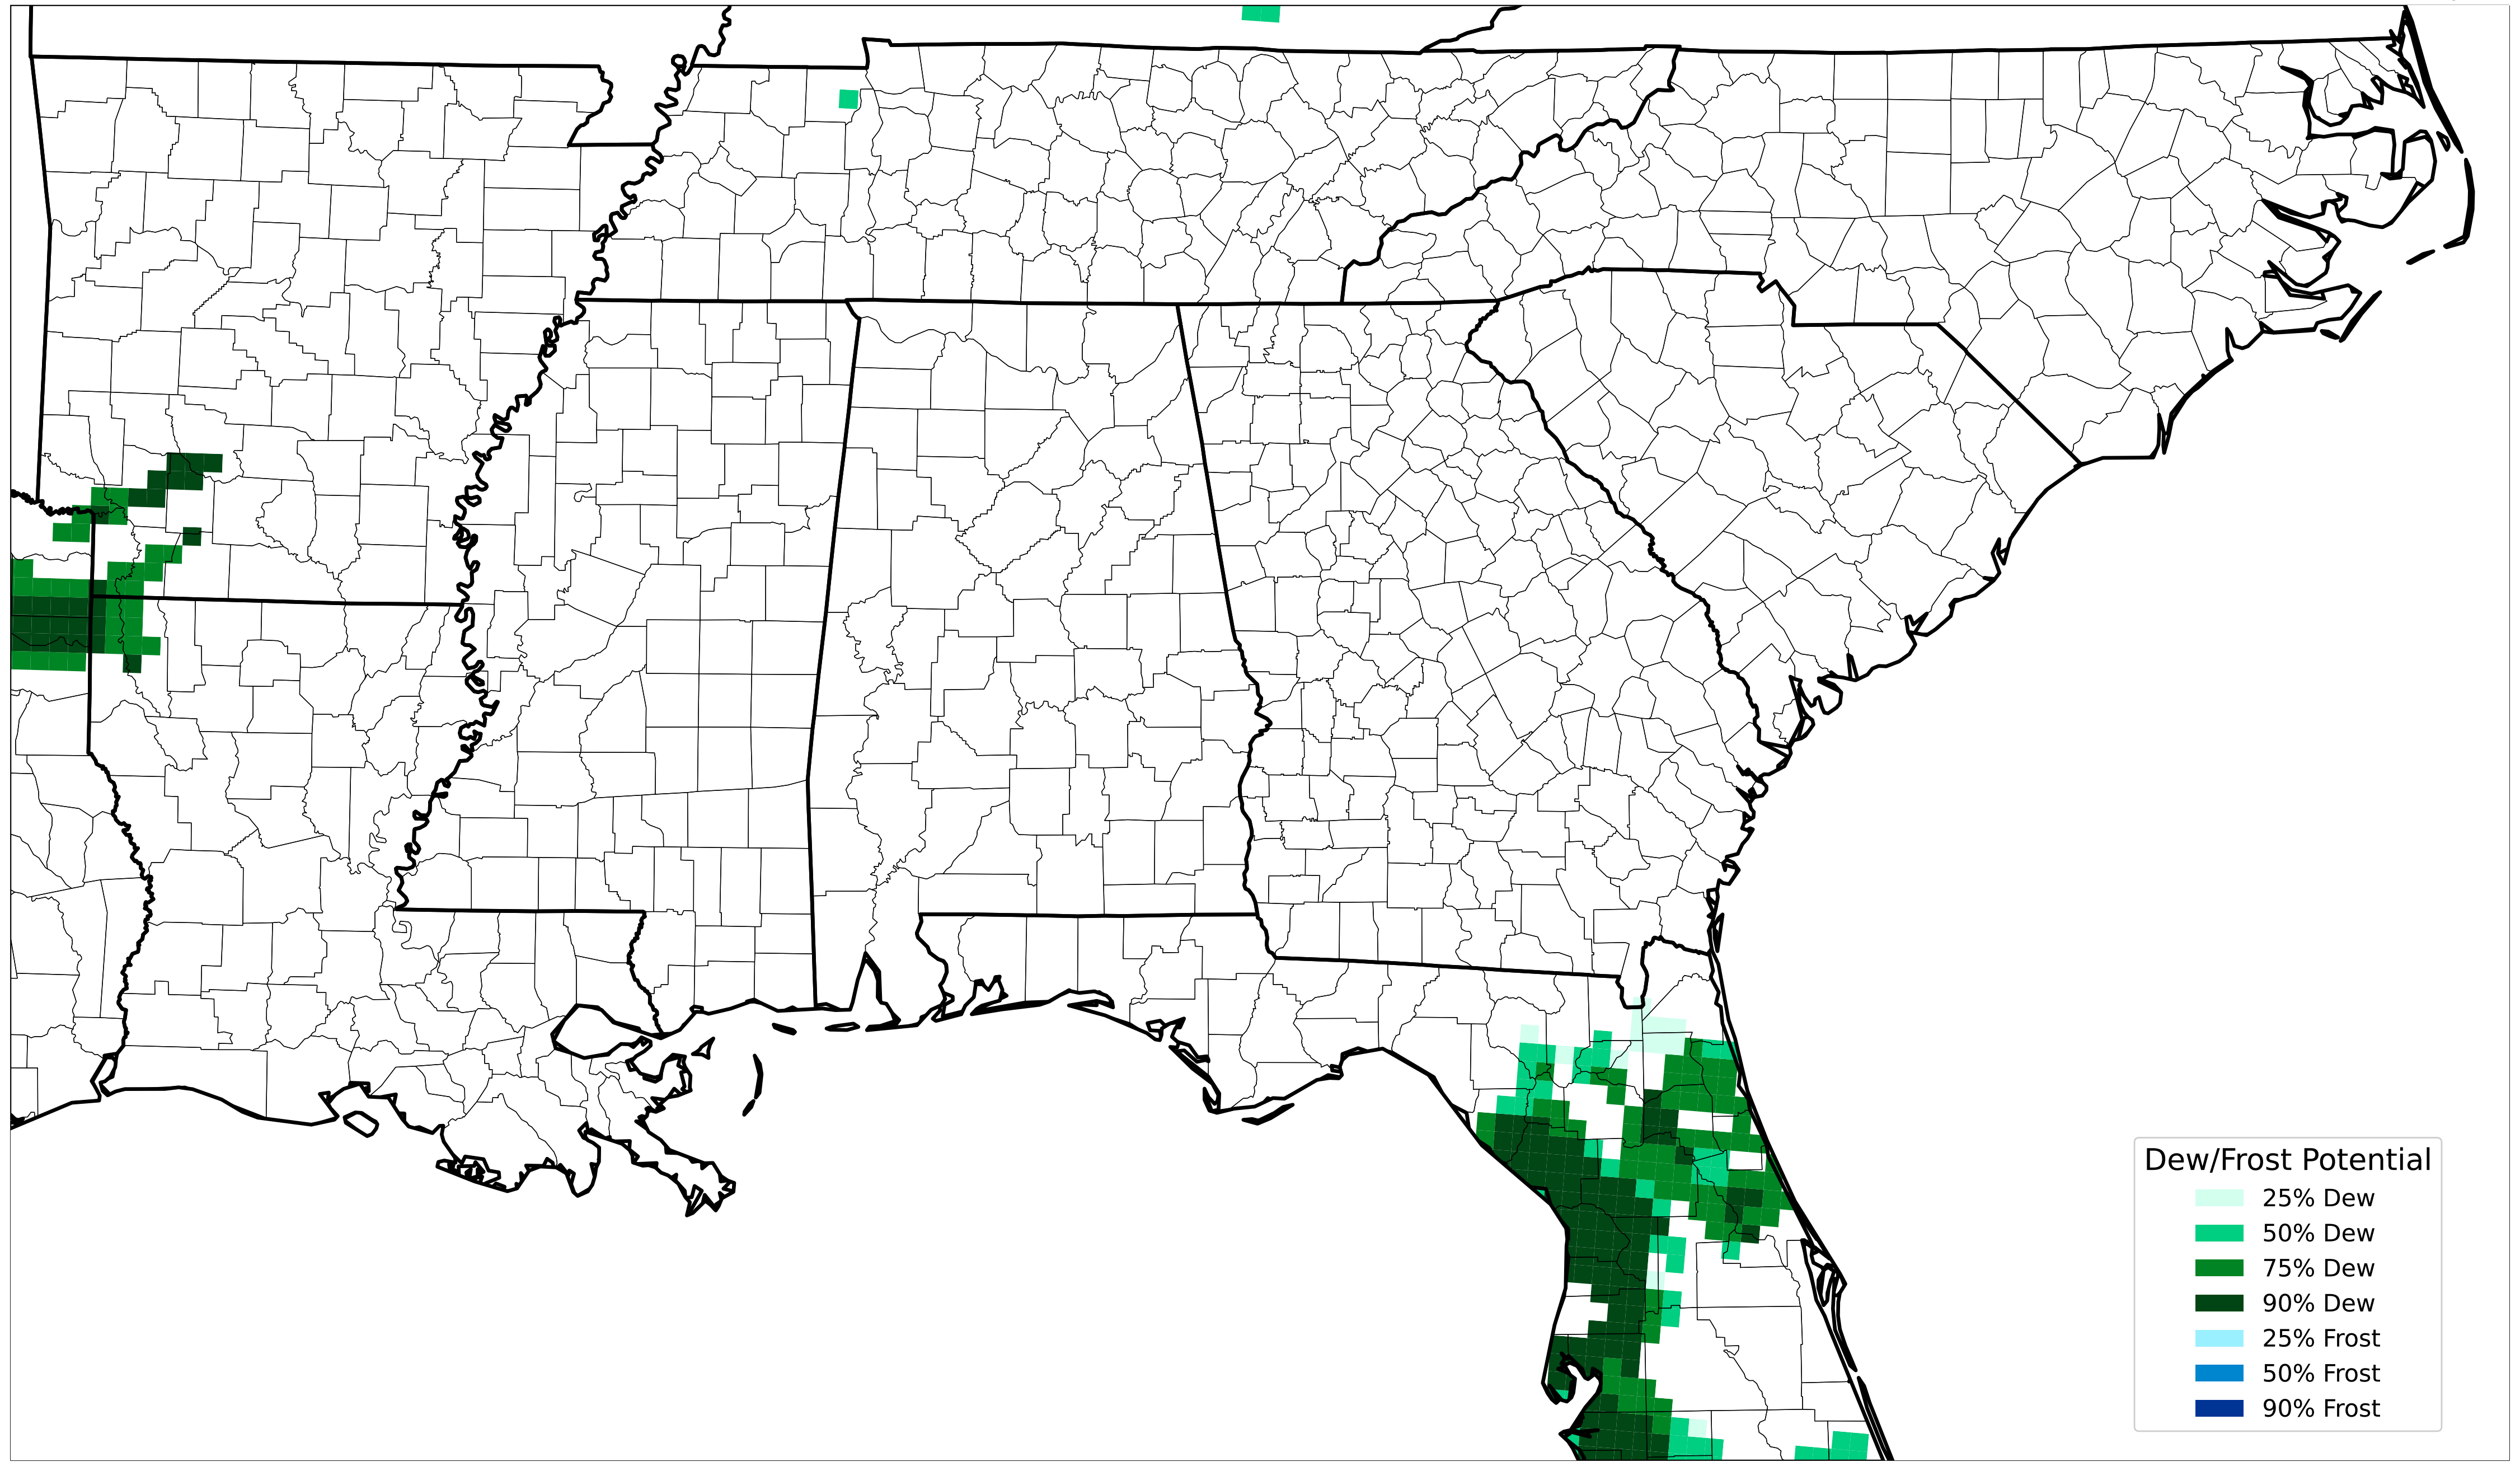 Dew/Frost Potential
25% Dew
50% Dew
75% Dew
90% Dew
25% Frost
50% Frost
90% Frost